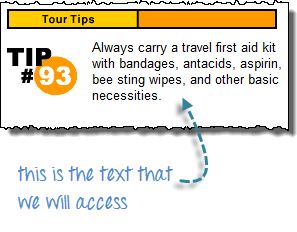 Tour Tips
TIP
#93
Always carry a travel first aid kit
with bandages, antacids, aspirin,
bee sting wipes, and other basic
necessities.
this is the text that
we will access